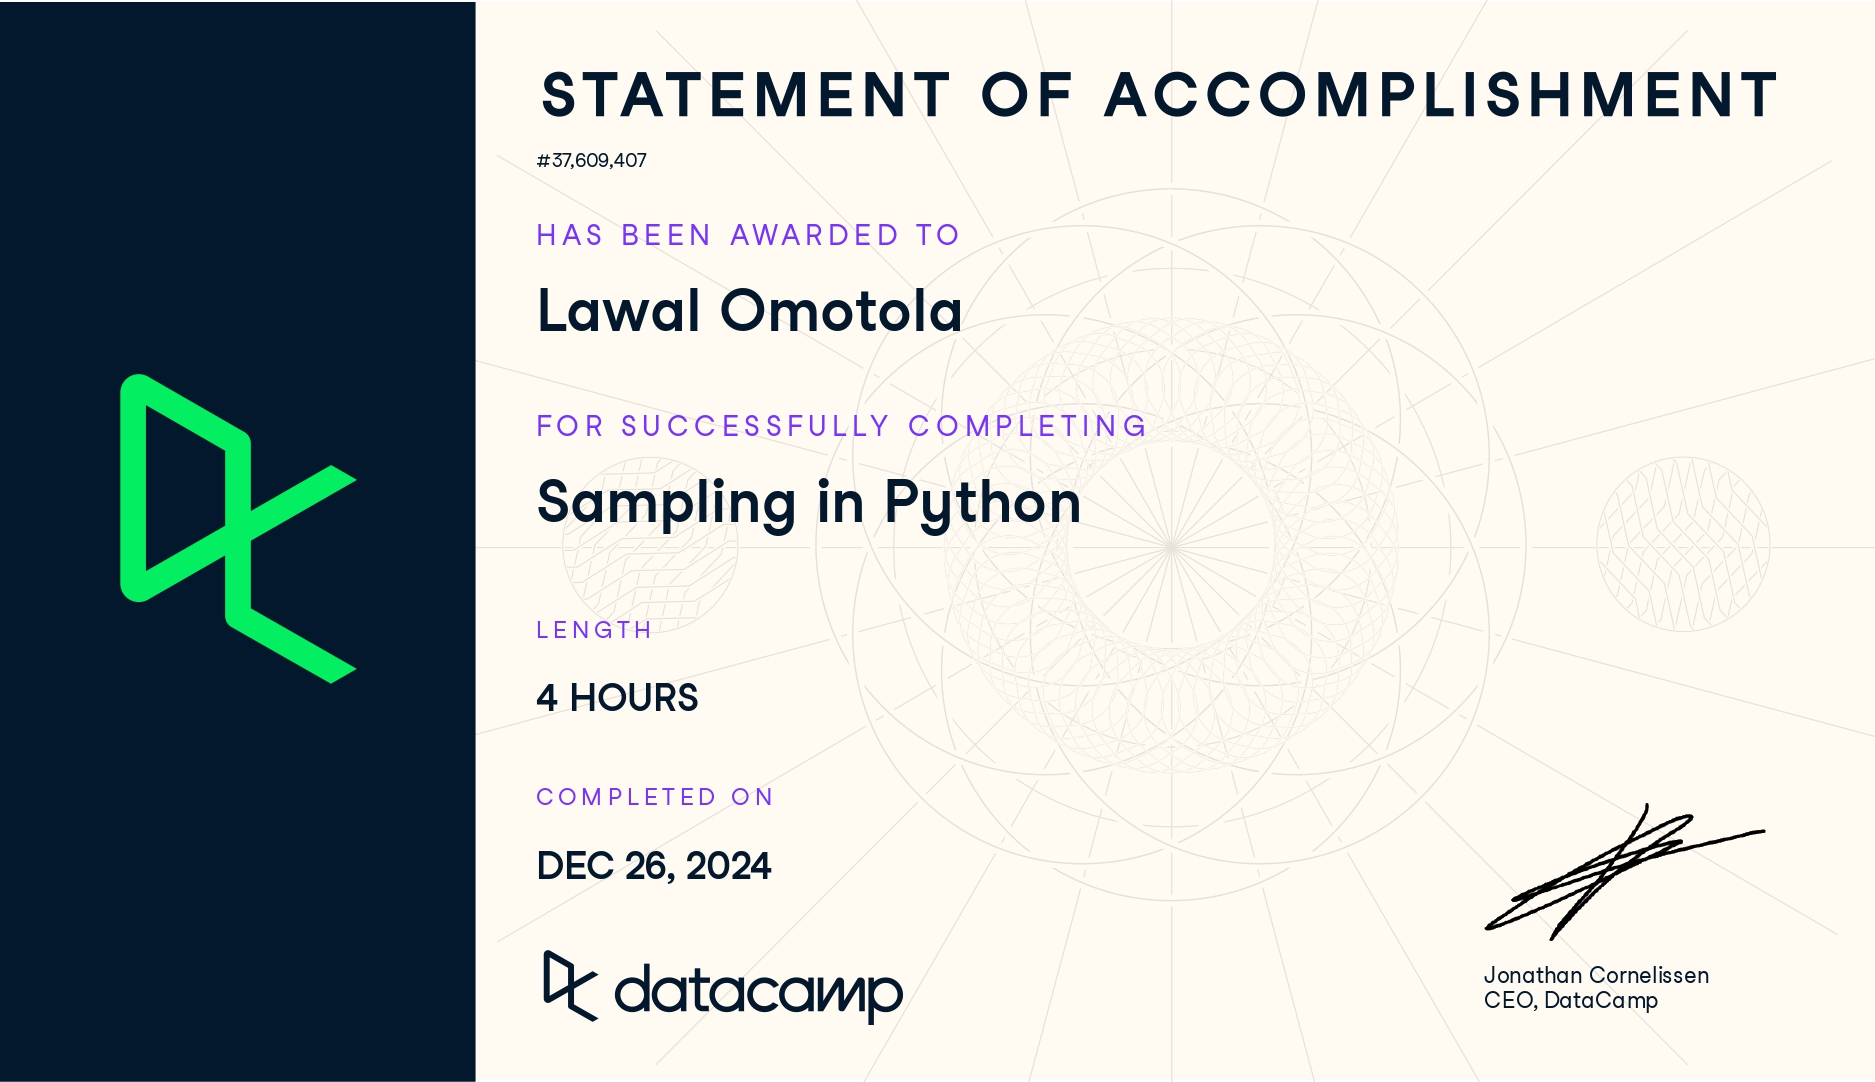 STATEMENT OF ACCOMPLISHMENT
#37,609,407
HAS BEEN AWARDED TO
Lawal Omotola
FOR SUCCESSFULLY COMPLETING
Sampling in Python
LENGTH
4 HOURS
COMPLETED ON
DEC 26, 2024
datacamp
Jonathan Cornelissen
CEO, DataCamp